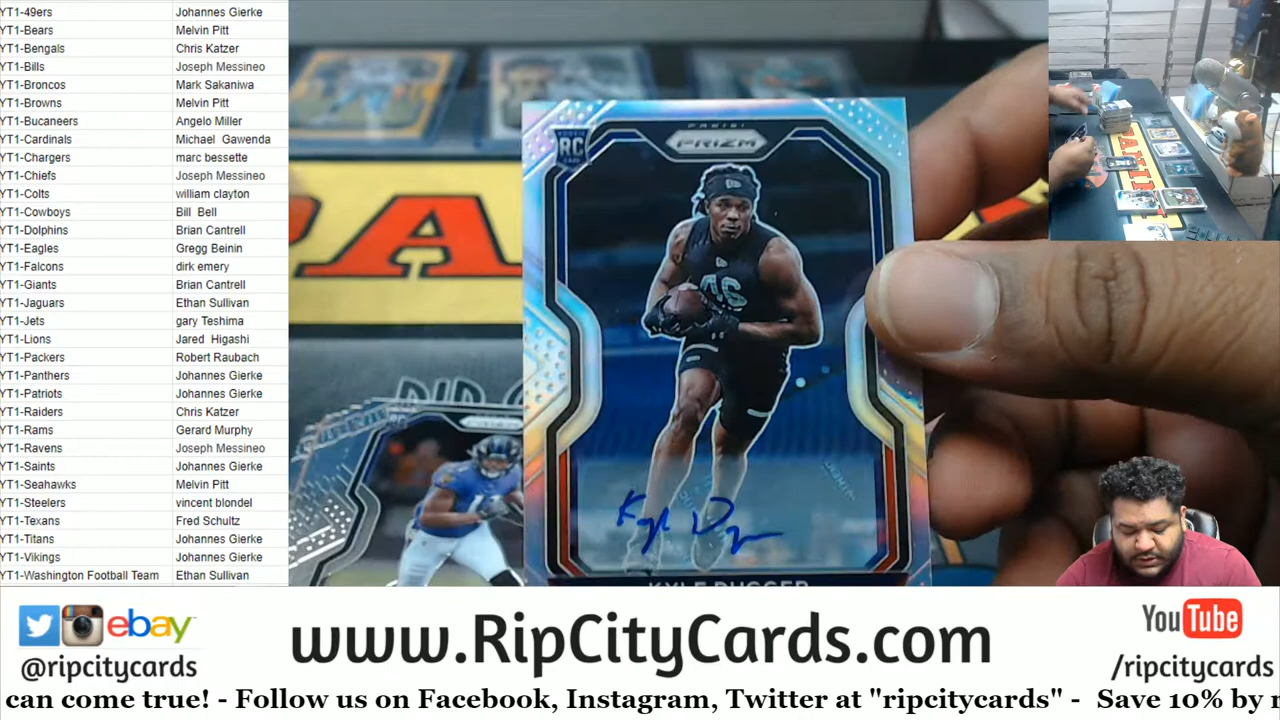 YT1-49ers Johannes Gierke
YT1-Bears Melvin Pitt
YT1-Bengals Chris Katzer
YT1-Bills Joseph Messineo
YT1-Broncos Mark Sakaniwa
YT1-Browns Melvin Pitt
YT1-Bucaneers Angelo Miller
YT1-Cardinals Michael Gawenda
YT1-Chargers marc bessette
YT1-Chiefs Joseph Messineo
YT1-Colts william clayton
YT1-Cowboys Bill Bell
YT1-Dolphins Brian Cantrell
YT1-Eagles Gregg Beinin
YT1-Falcons dirk emery
YT1-Giants Brian Cantrell
YT1-Jaguars Ethan Sullivan
YT1-Jets gary Teshima
YT1-Lions Jared Higashi
YT1-Packers Robert Raubach
YT1-Panthers Johannes Gierke
YT1-Patriots Johannes Gierke
YT1-Raiders Chris Katzer
YT1-Rams Gerard Murphy
YT1-Ravens Joseph Messineo
YT1-Saints Johannes Gierke
YT1-Seahawks Melvin Pitt
YT1-Steelers vincent blondel
YT1-Texans Fred Schultz
YT1-Titans Johannes Gierke
YT1-Vikings Johannes Gierke
YT1-Washington Football Team Ethan Sullivan
PANINI
PRIZM
RC
46
KYLE DUGGER
ebay
@ripcitycards
www.RipCityCards.com
YouTube
/ripcitycards
can come true! - Follow us on Facebook, Instagram, Twitter at "ripcitycards" - Save 10% by